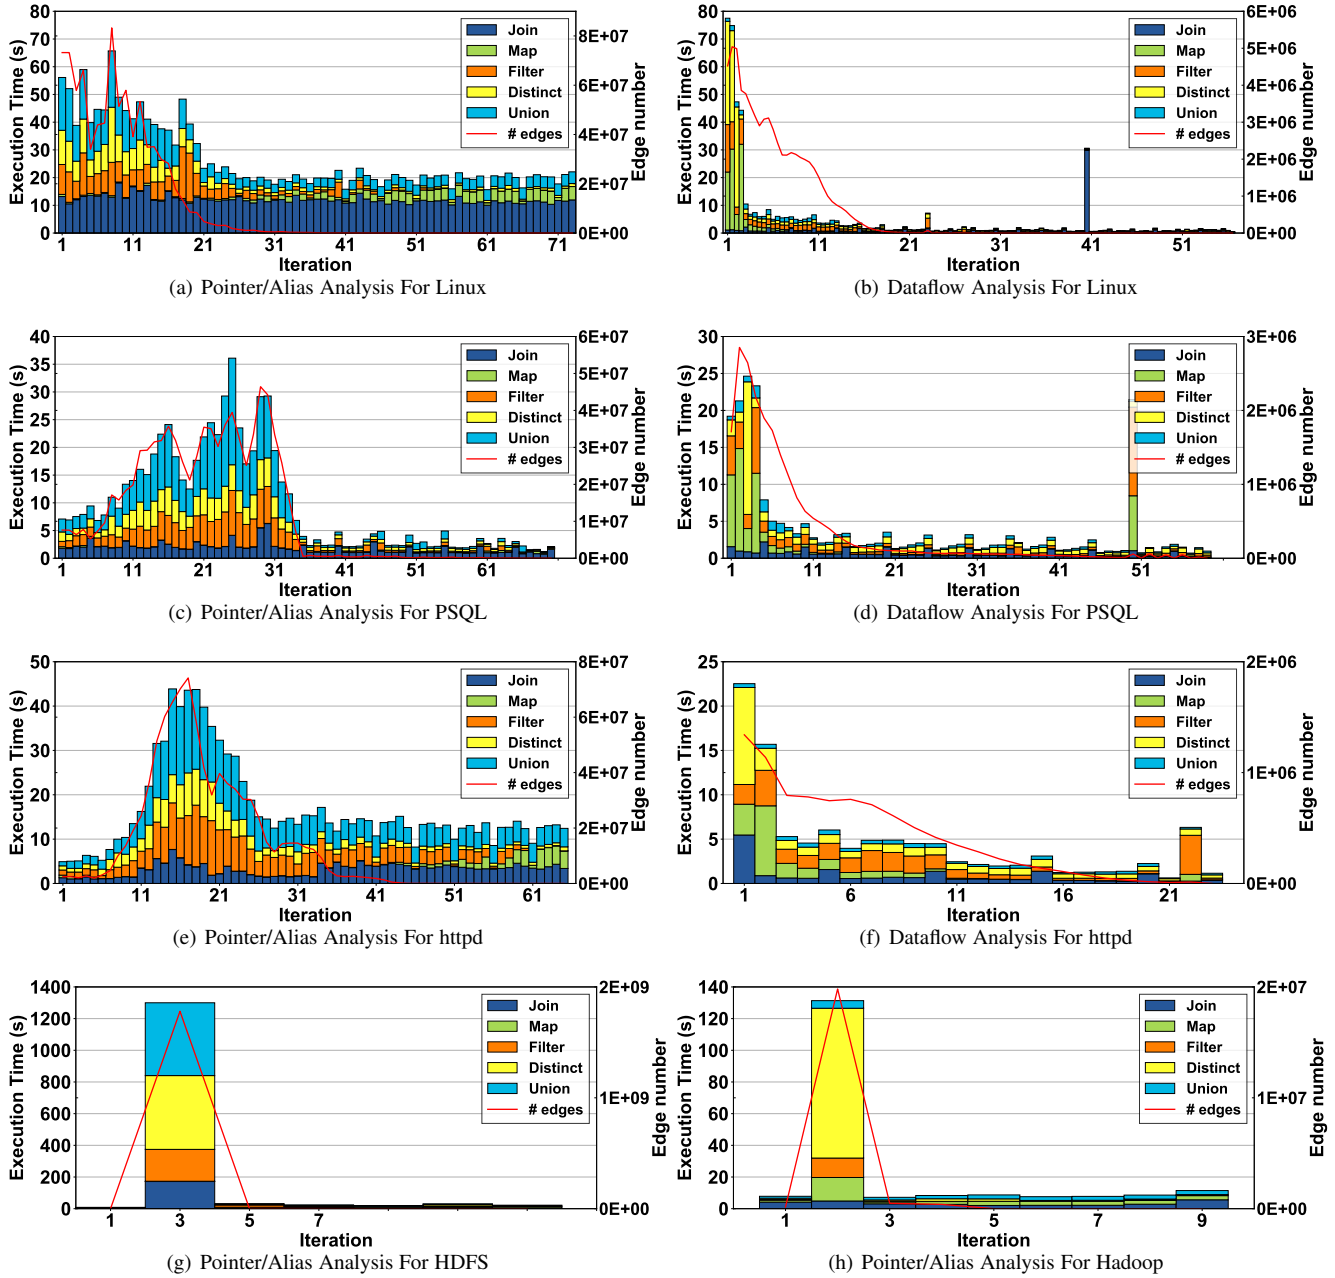 80
70
60
50
40
30
20
10
0
Execution Time (s)
8E+07
6E+07
4E+07
2E+07
0E+00
Edge number
Join
Map
Filter
Distinct
Union
# edges
1 11 21 31 41 51 61 71
Iteration
(a) Pointer/Alias Analysis For Linux
80
70
60
50
40
30
20
10
0
Execution Time (s)
6E+06
5E+06
4E+06
3E+06
2E+06
1E+06
0E+00
Edge number
Join
Map
Filter
Distinct
Union
# edges
1 11 21 31 41 51
Iteration
(b) Dataflow Analysis For Linux
40
35
30
25
20
15
10
5
0
Execution Time (s)
6E+07
5E+07
4E+07
3E+07
2E+07
1E+07
0E+00
Edge number
Join
Map
Filter
Distinct
Union
# edges
1 11 21 31 41 51 61
Iteration
(c) Pointer/Alias Analysis For PSQL
30
25
20
15
10
5
0
Execution Time (s)
3E+06
2E+06
1E+06
0E+00
Edge number
Join
Map
Filter
Distinct
Union
# edges
1 11 21 31 41 51
Iteration
(d) Dataflow Analysis For PSQL
50
40
30
20
10
0
Execution Time (s)
8E+07
6E+07
4E+07
2E+07
0E+00
Edge number
Join
Map
Filter
Distinct
Union
# edges
1 11 21 31 41 51 61
Iteration
(e) Pointer/Alias Analysis For httpd
25
20
15
10
5
0
Execution Time (s)
2E+06
1E+06
0E+00
Edge number
Join
Map
Filter
Distinct
Union
# edges
1 6 11 16 21
Iteration
(f) Dataflow Analysis For httpd
1400
1200
1000
800
600
400
200
0
Execution Time (s)
2E+09
1E+09
0E+00
Edge number
Join
Map
Filter
Distinct
Union
# edges
1 3 5 7
Iteration
(g) Pointer/Alias Analysis For HDFS
140
120
100
80
60
40
20
0
Execution Time (s)
2E+07
1E+07
0E+00
Edge number
Join
Map
Filter
Distinct
Union
# edges
1 3 5 7 9
Iteration
(h) Pointer/Alias Analysis For Hadoop